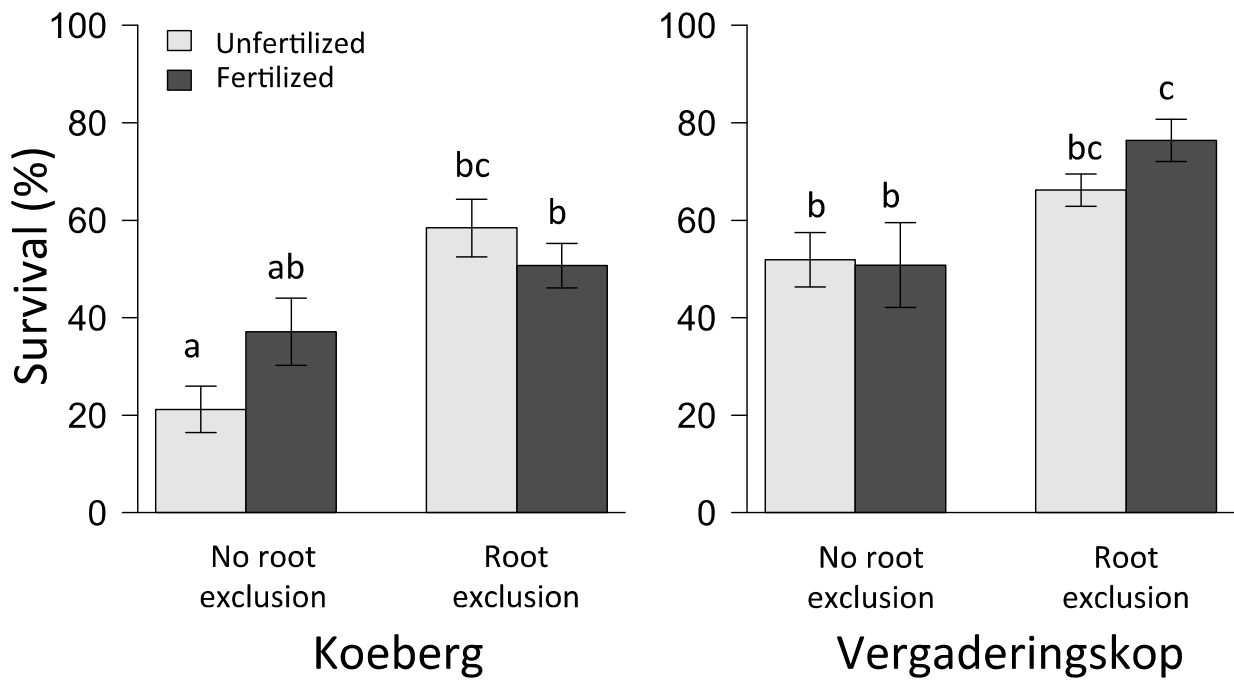 Survival (%)
100
80
60
40
20
0
Unfertilized
Fertilized
a
ab
bc
b
No root
exclusion
Root
exclusion
Koeberg
100
80
60
40
20
0
b
b
bc
c
No root
exclusion
Root
exclusion
Vergaderingskop